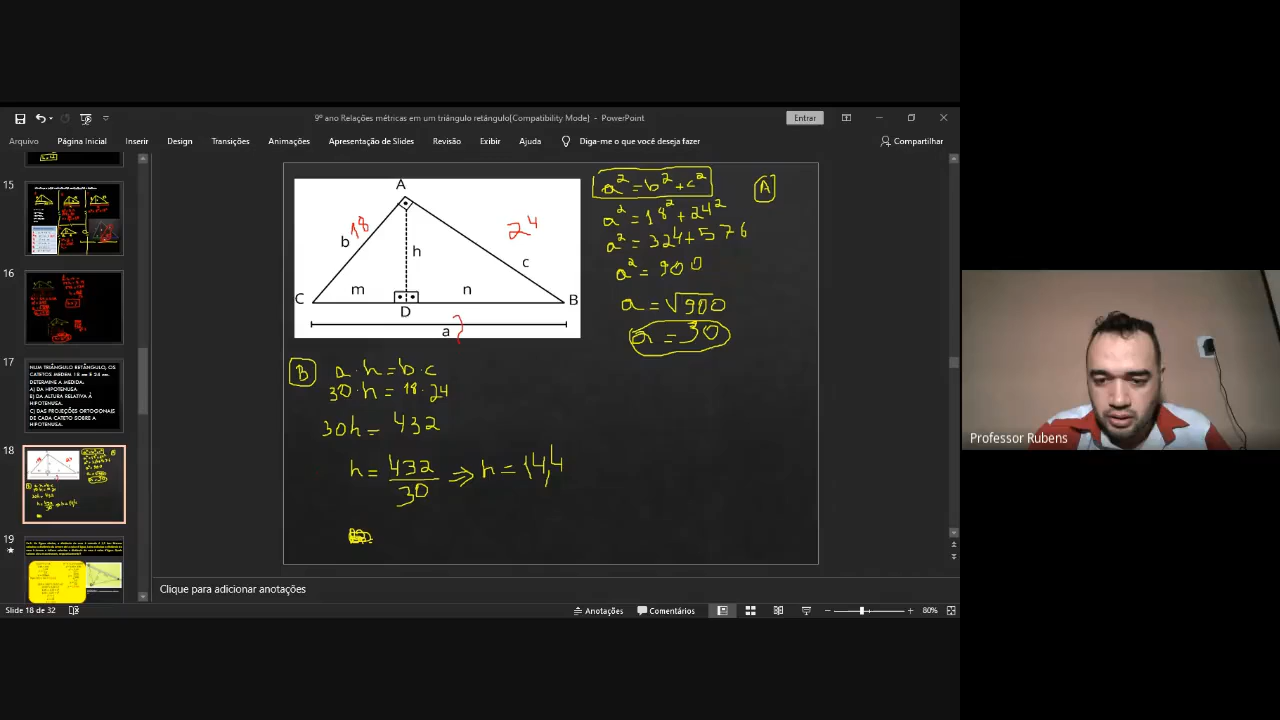 9º ano Relações métricas em um triângulo retângulo[Compatibility Mode] - PowerPoint
Entrar
Arquivo
Página Inicial
Inserir
Design
Transições
Animações
Apresentação de Slides
Revisão
Exibir
Ajuda
Diga-me o que você deseja fazer
Compartilhar
15
16
17
NUM TRIÂNGULO RETÂNGULO, OS
CATETOS MEDEM 18 cm E 24 cm.
DETERMINE A MEDIDA.
A) DA HIPOTENUSA
B) DA ALTURA RELATIVA À
HIPOTENUSA.
C) DAS PROJEÇÕES ORTOGONAIS
DE CADA CATETO SOBRE A
HIPOTENUSA.
18
19
A
18
24
b
h
c
m
n
C
D
B
a
a² = b² + c²
A
a² = 18² + 24²
a² = 324 + 576
a² = 900
a = √900
a = 30
B
a · h = b · c
30 · h = 18 · 24
30h = 432
h = 432/30 ⇒ h = 14,4
Professor Rubens
Clique para adicionar anotações
Slide 18 de 32
Anotações
Comentários
80%